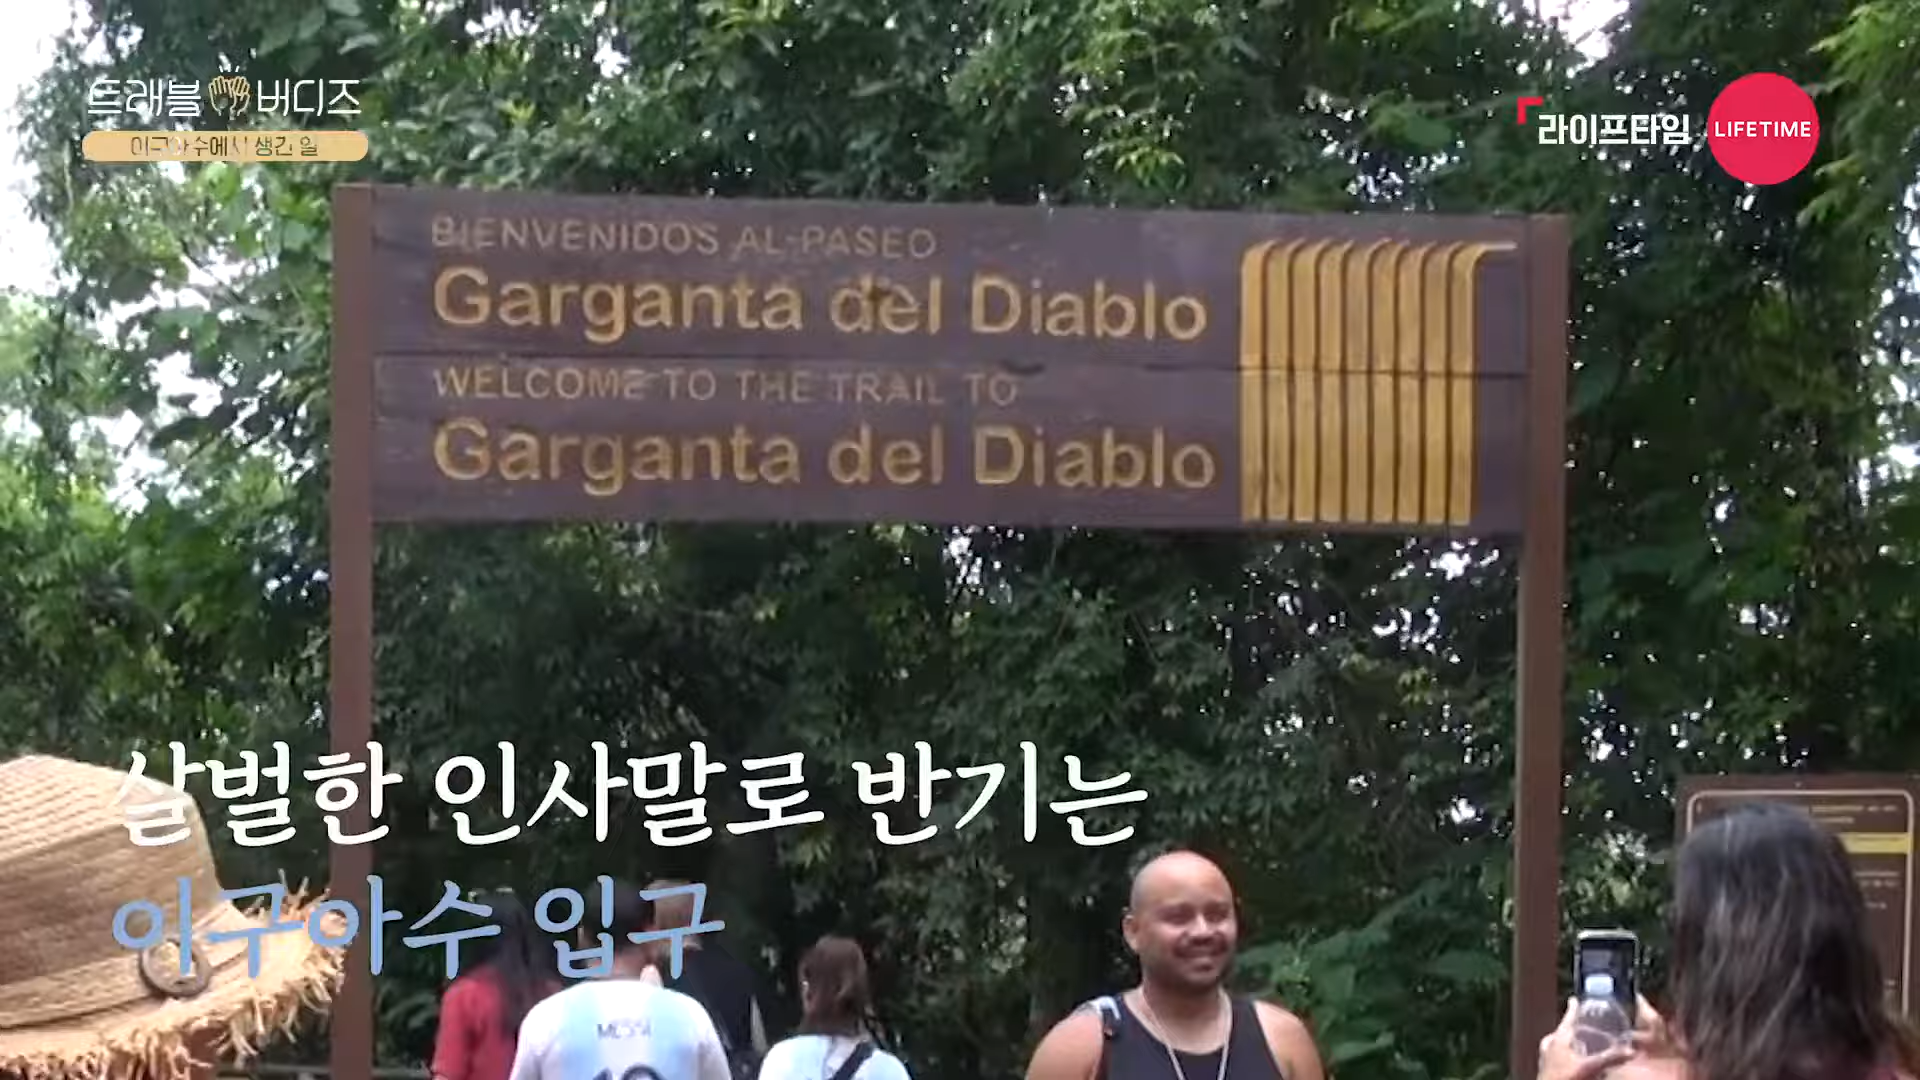 트래블 버디즈
이구아수에서 생긴 일
라이프타임
LIFETIME
BIENVENIDOS AL PASEO
Garganta del Diablo
WELCOME TO THE TRAIL TO
Garganta del Diablo
살벌한 인사말로 반기는
이구아수 입구
MESSI
10